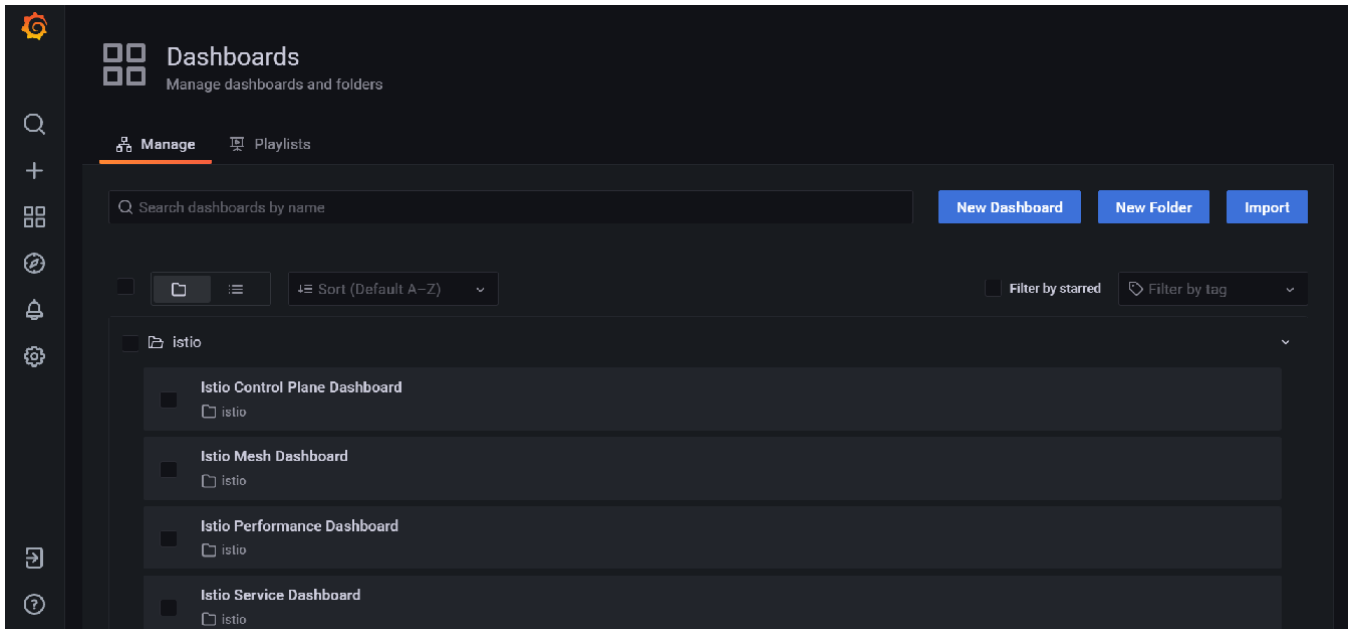 Dashboards
Manage dashboards and folders
Manage Playlists
Search dashboards by name New Dashboard New Folder Import
Sort (Default A–Z) Filter by starred Filter by tag
istio
Istio Control Plane Dashboard
istio
Istio Mesh Dashboard
istio
Istio Performance Dashboard
istio
Istio Service Dashboard
istio